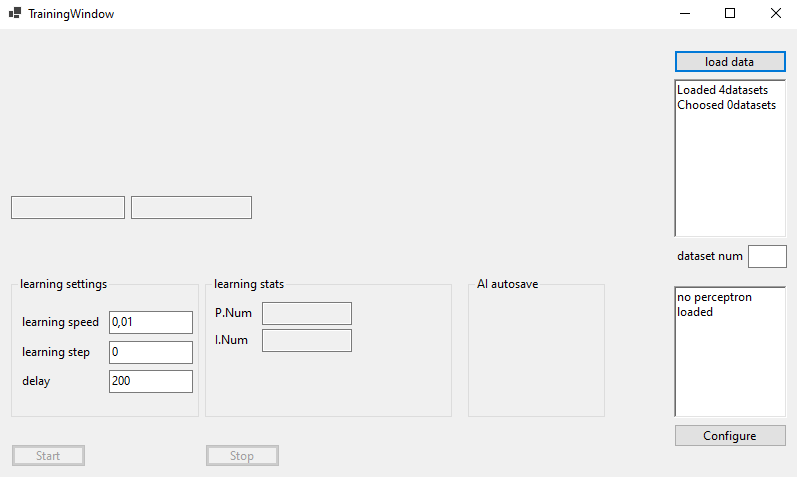 TrainingWindow
load data
Loaded 4datasets
Choosed 0datasets
dataset num
learning settings
learning speed 0,01
learning step 0
delay 200
learning stats
P.Num
I.Num
AI autosave
no perceptron
loaded
Configure
Start
Stop